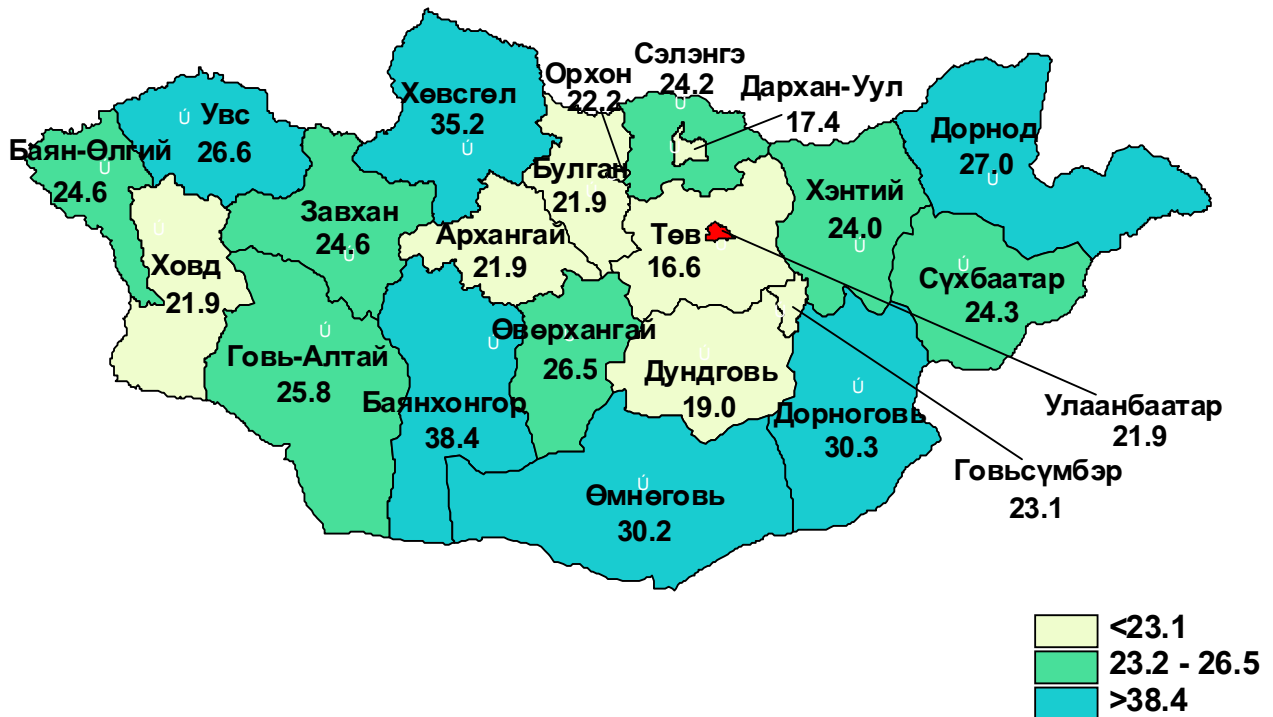 Сэлэнгэ
24.2
Орхон
22.2
Дархан-Уул
17.4
Хөвсгөл
35.2
Увс
26.6
Баян-Өлгий
24.6
Дорнод
27.0
Булган
21.9
Хэнтий
24.0
Завхан
24.6
Архангай
21.9
Төв
16.6
Ховд
21.9
Сүхбаатар
24.3
Өвөрхангай
26.5
Говь-Алтай
25.8
Дундговь
19.0
Баянхонгор
38.4
Дорноговь
30.3
Улаанбаатар
21.9
Говьсүмбэр
23.1
Өмнөговь
30.2
<23.1
23.2 - 26.5
>38.4